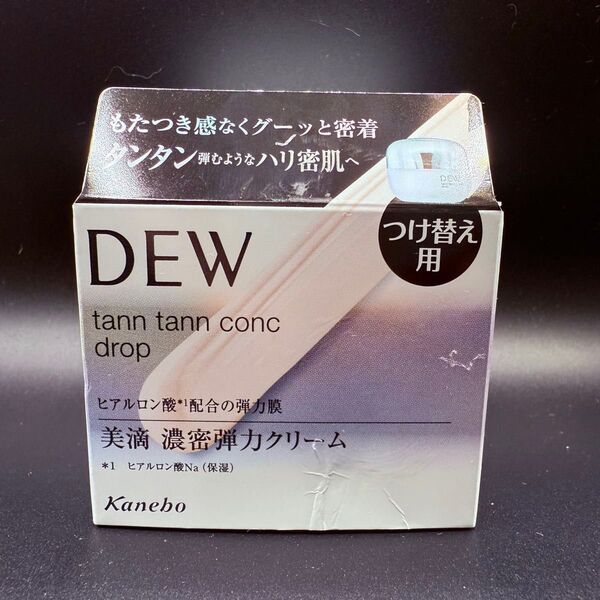 もたつき感なくグーッと密着
タンタン弾むようなハリ密肌へ
DEW
つけ替え
用
DEW
tann tann conc
drop
ヒアルロン酸*1配合の弾力膜
美滴 濃密弾力クリーム
*1 ヒアルロン酸Na(保湿)
Kanebo